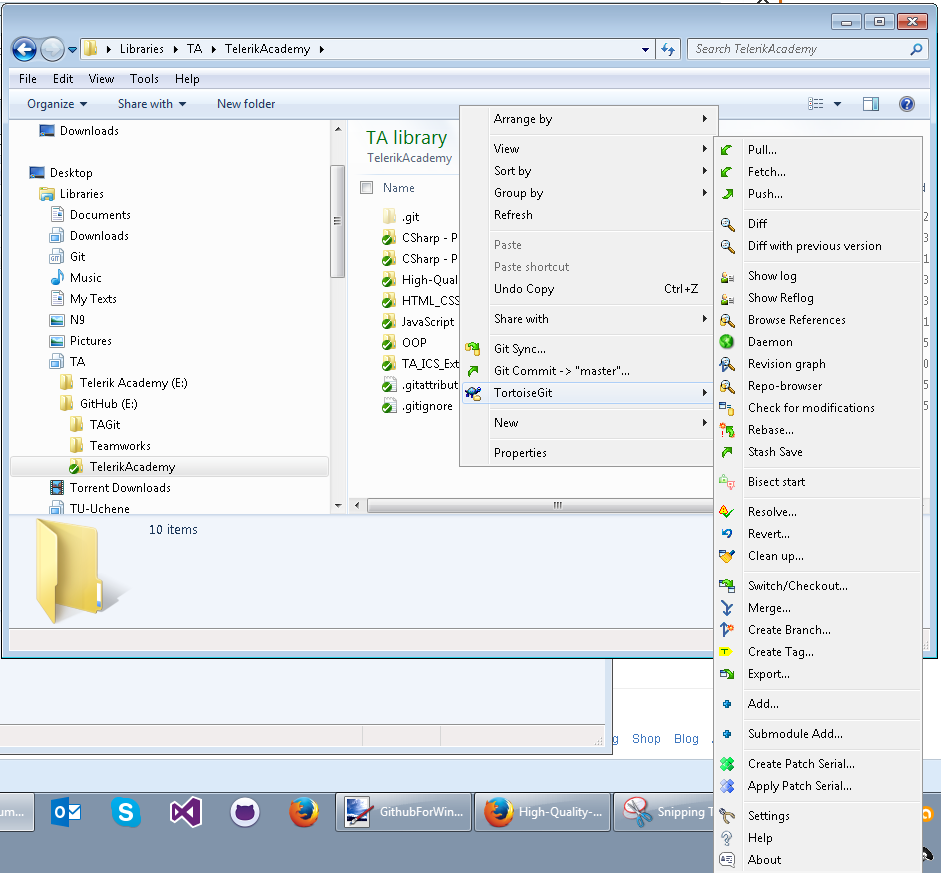 Libraries TA TelerikAcademy
Search TelerikAcademy
File Edit View Tools Help
Organize Share with New folder
Downloads
Desktop
Libraries
Documents
Downloads
Git
Music
My Texts
N9
Pictures
TA
Telerik Academy (E:)
GitHub (E:)
TAGit
Teamworks
TelerikAcademy
Torrent Downloads
TU-Uchene
TA library
TelerikAcademy
Name
.git
CSharp - P
CSharp - P
High-Qual
HTML_CSS
JavaScript
OOP
TA_ICS_Ext
.gitattribut
.gitignore
10 items
Arrange by
View
Sort by
Group by
Refresh
Paste
Paste shortcut
Undo Copy Ctrl+Z
Share with
Git Sync...
Git Commit -> "master"...
TortoiseGit
New
Properties
Pull...
Fetch...
Push...
Diff
Diff with previous version
Show log
Show Reflog
Browse References
Daemon
Revision graph
Repo-browser
Check for modifications
Rebase...
Stash Save
Bisect start
Resolve...
Revert...
Clean up...
Switch/Checkout...
Merge...
Create Branch...
Create Tag...
Export...
Add...
Submodule Add...
Create Patch Serial...
Apply Patch Serial...
Settings
Help
About
Shop Blog
um... GithubForWin... High-Quality-... Snipping T